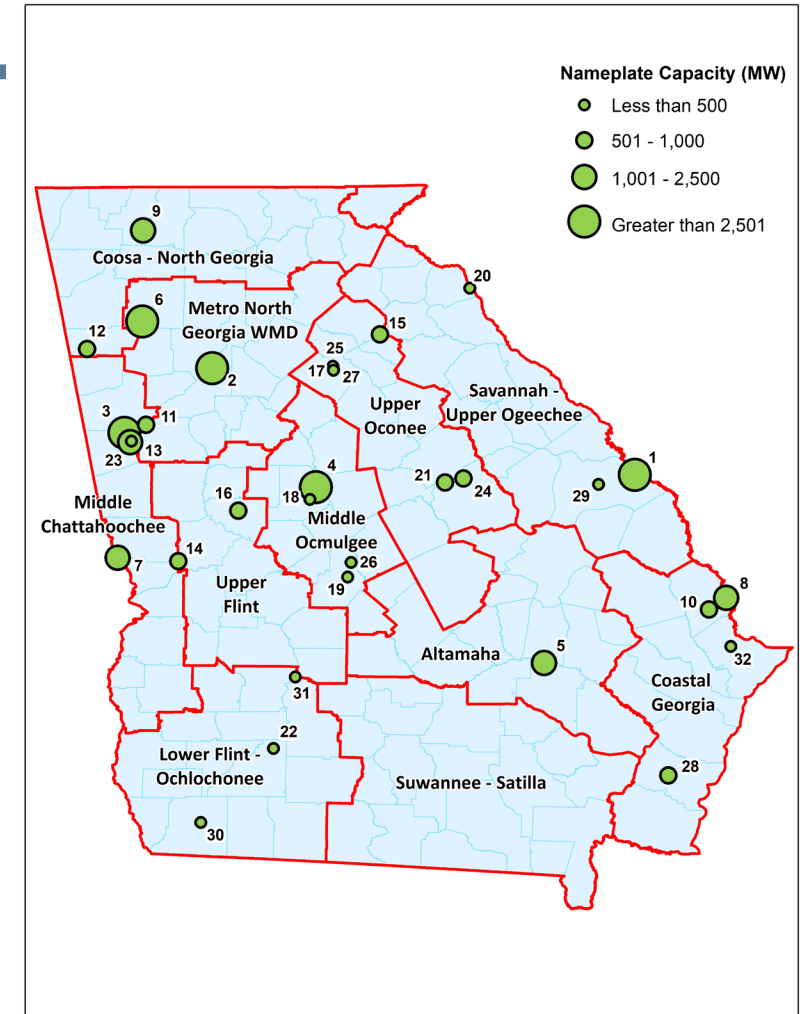 Nameplate Capacity (MW)
Less than 500
501 - 1,000
1,001 - 2,500
Greater than 2,501
9
Coosa - North Georgia
20
6
Metro North
Georgia WMD
15
12
25
17
27
2
Savannah -
Upper Ogeechee
Upper
Oconee
3
11
13
23
1
4
21
24
29
18
16
Middle
Chattahoochee
Middle
Ocmulgee
26
14
7
19
Upper
Flint
8
10
32
Altamaha
5
Coastal
Georgia
31
22
Lower Flint -
Ochlochonee
28
Suwannee - Satilla
30